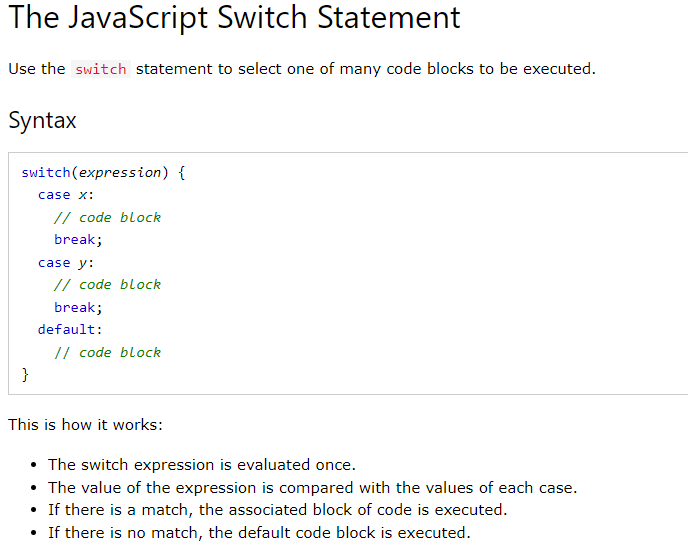 The JavaScript Switch Statement
Use the switch statement to select one of many code blocks to be executed.
Syntax
switch(expression) {
  case x:
    // code block
    break;
  case y:
    // code block
    break;
  default:
    // code block
}
This is how it works:
• The switch expression is evaluated once.
• The value of the expression is compared with the values of each case.
• If there is a match, the associated block of code is executed.
• If there is no match, the default code block is executed.